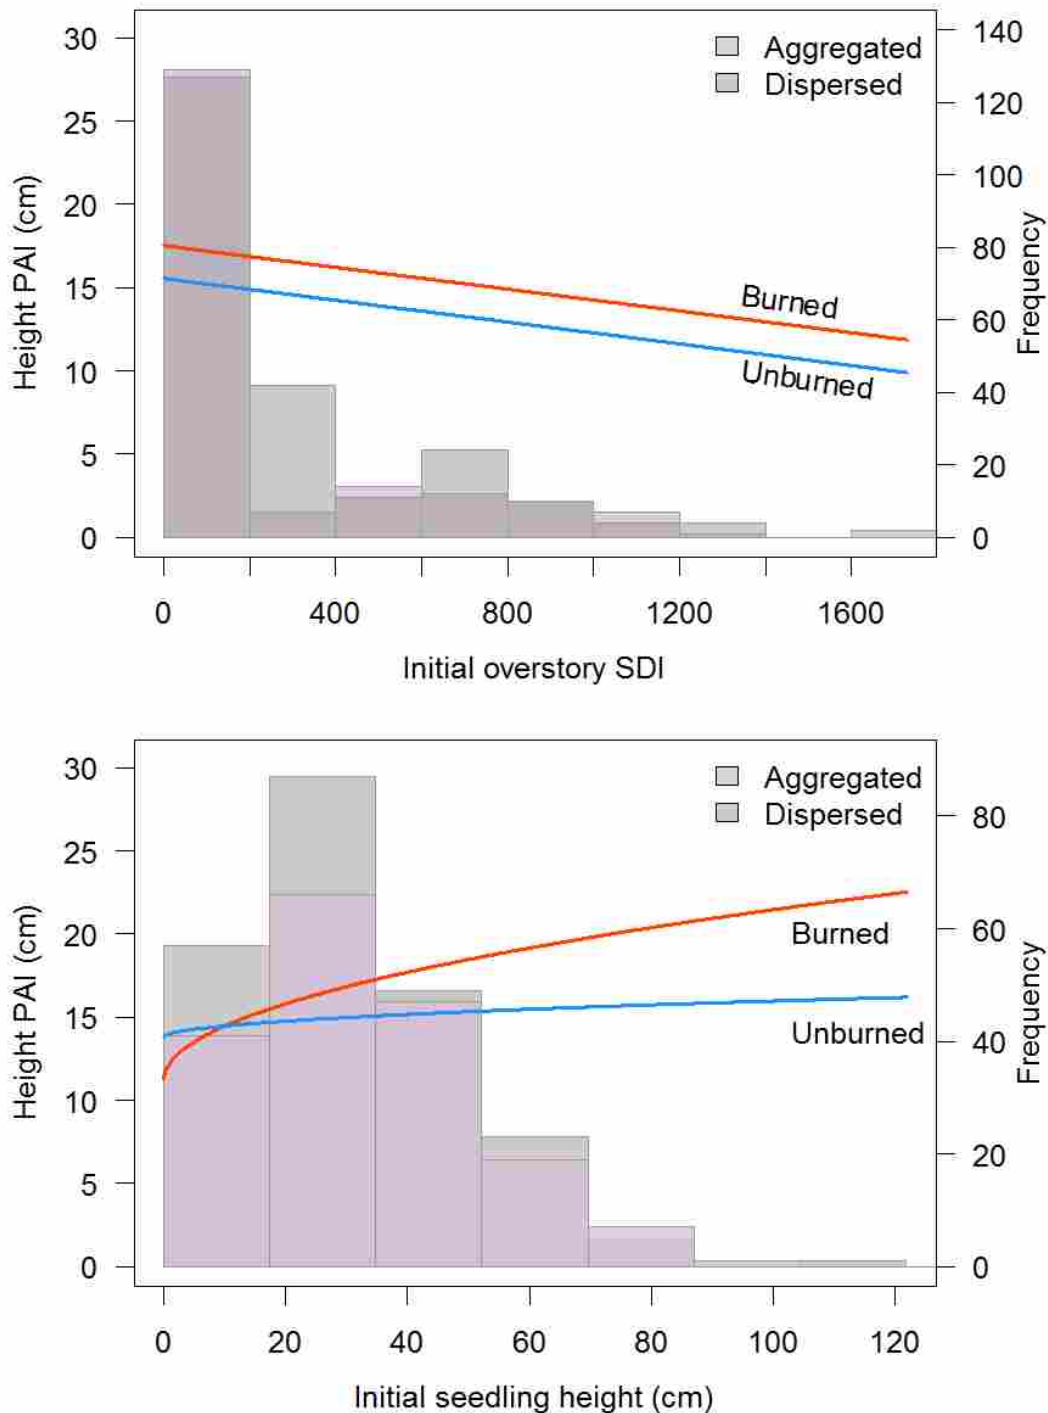 30
25
20
15
10
5
0
Height PAI (cm)
Aggregated
Dispersed
Burned
Unburned
140
120
100
80
60
40
20
0
Frequency
0 400 800 1200 1600
Initial overstory SDI
30
25
20
15
10
5
0
Height PAI (cm)
Aggregated
Dispersed
Burned
Unburned
80
60
40
20
0
Frequency
0 20 40 60 80 100 120
Initial seedling height (cm)